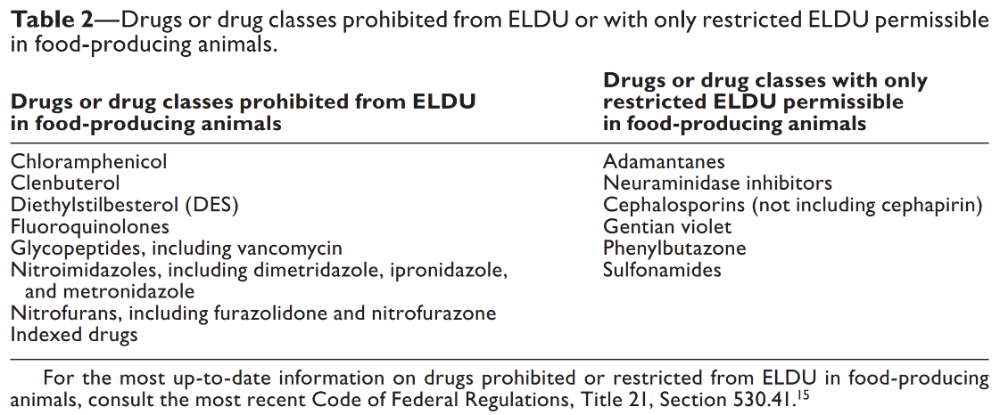 Table 2—Drugs or drug classes prohibited from ELDU or with only restricted ELDU permissible
in food-producing animals.
Drugs or drug classes prohibited from ELDU
in food-producing animals
Drugs or drug classes with only
restricted ELDU permissible
in food-producing animals
Chloramphenicol
Clenbuterol
Diethylstilbesterol (DES)
Fluoroquinolones
Glycopeptides, including vancomycin
Nitroimidazoles, including dimetridazole, ipronidazole,
and metronidazole
Nitrofurans, including furazolidone and nitrofurazone
Indexed drugs
Adamantanes
Neuraminidase inhibitors
Cephalosporins (not including cephapirin)
Gentian violet
Phenylbutazone
Sulfonamides
For the most up-to-date information on drugs prohibited or restricted from ELDU in food-producing
animals, consult the most recent Code of Federal Regulations, Title 21, Section 530.41.15